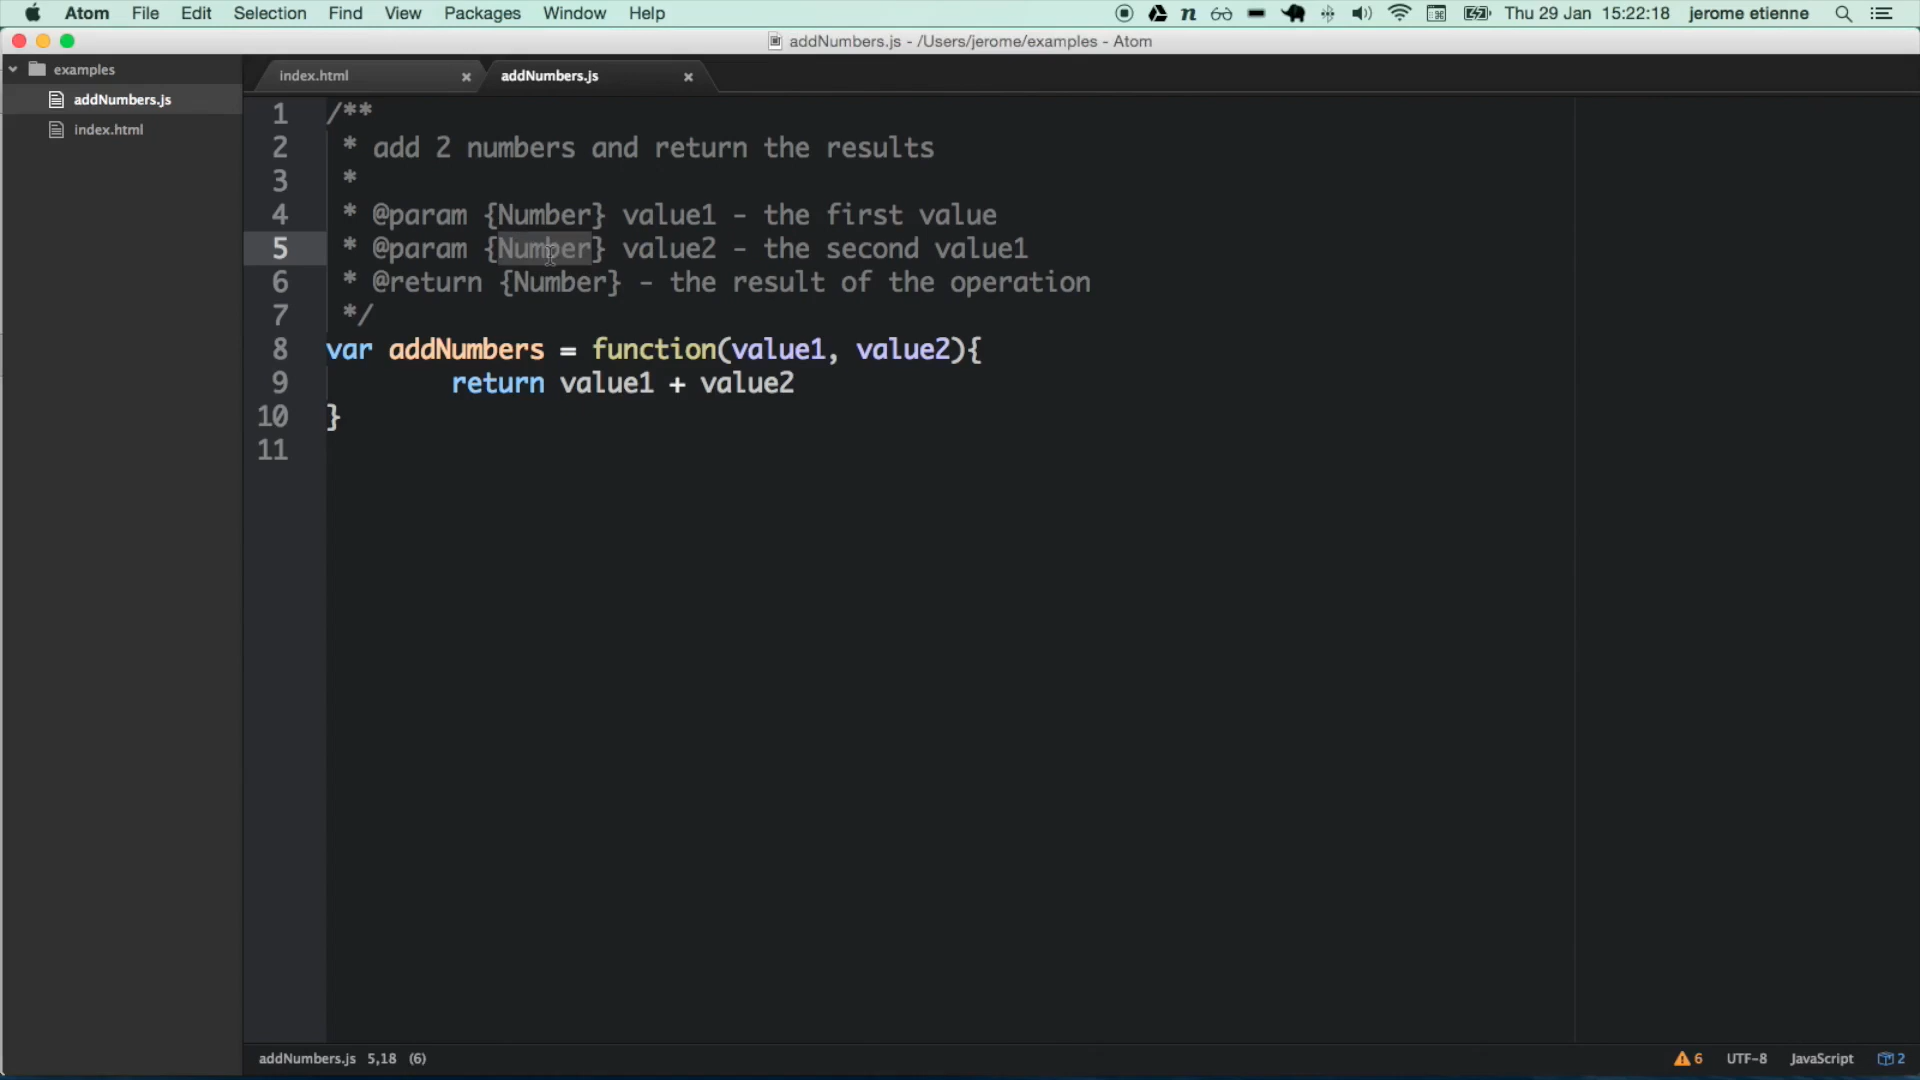 Atom File Edit Selection Find View Packages Window Help Thu 29 Jan 15:22:18 jerome etienne
addNumbers.js - /Users/jerome/examples - Atom
examples
addNumbers.js
index.html
index.html addNumbers.js
1 /**
2 * add 2 numbers and return the results
3 *
4 * @param {Number} value1 - the first value
5 * @param {Number} value2 - the second value1
6 * @return {Number} - the result of the operation
7 */
8 var addNumbers = function(value1, value2){
9 return value1 + value2
10 }
11
addNumbers.js 5,18 (6) 6 UTF-8 JavaScript 2